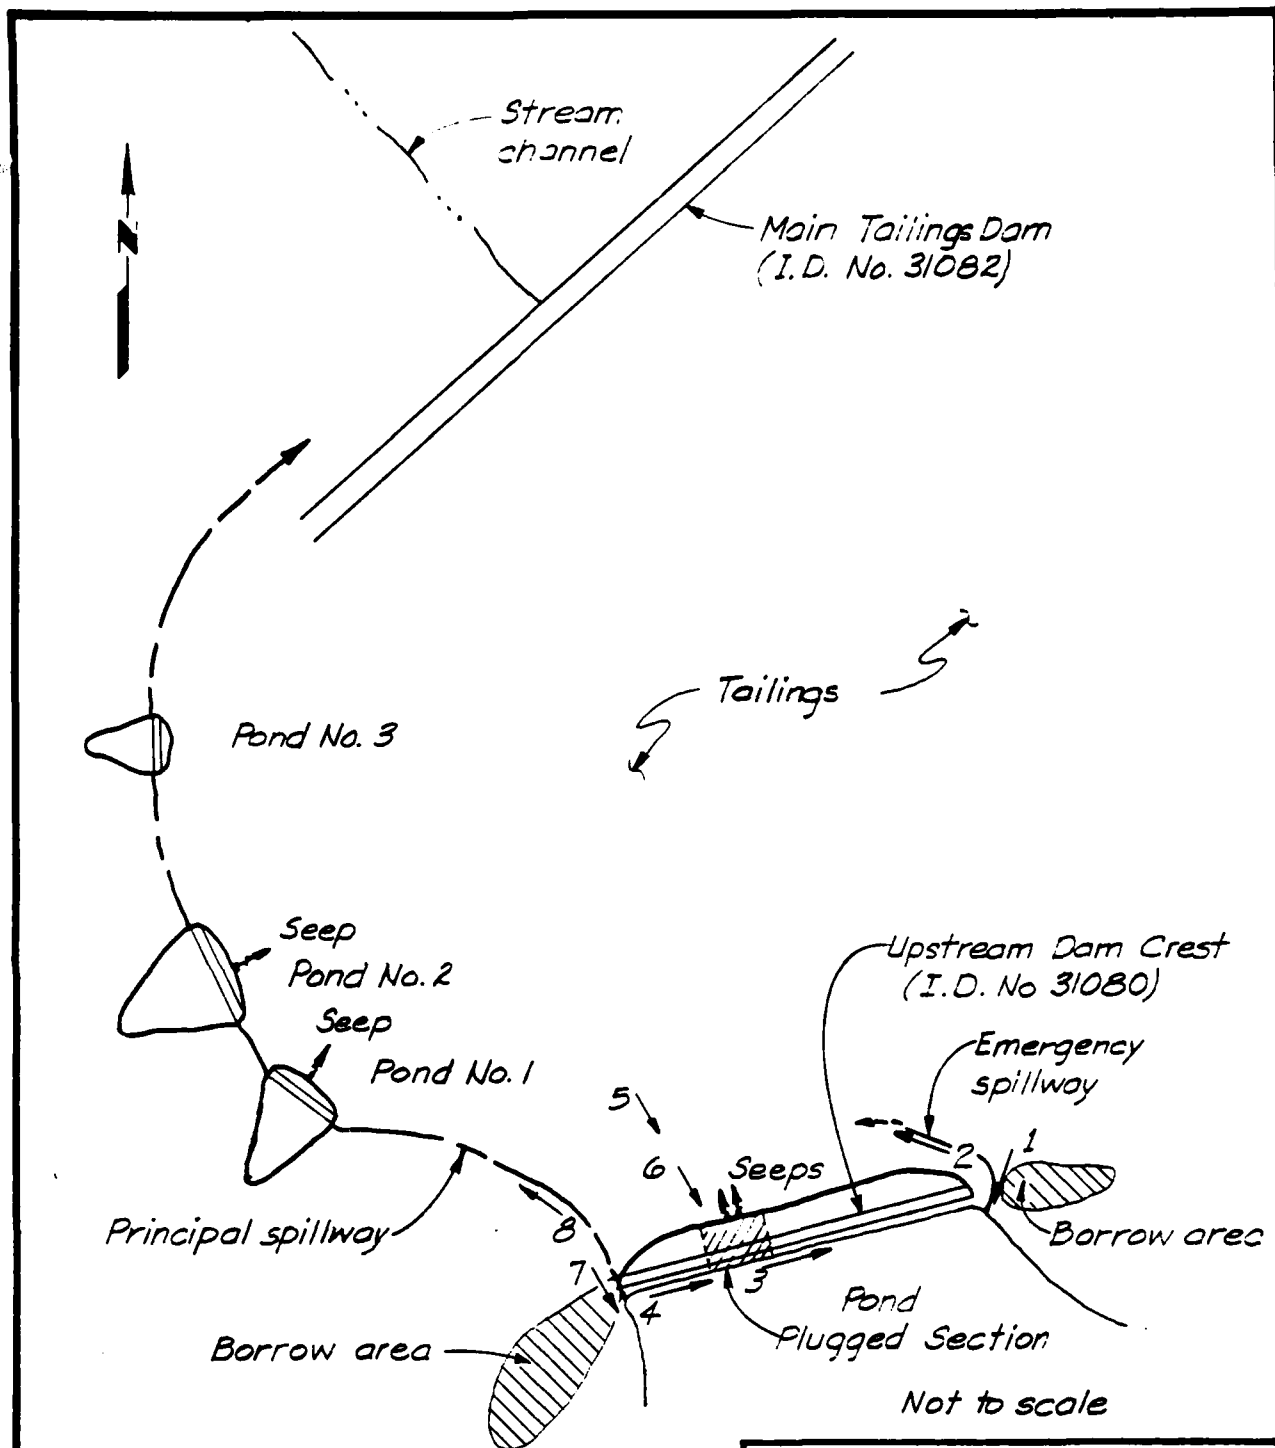 Stream
channel
N
Main Tailings Dam
(I.D. No. 31082)
Tailings
Pond No. 3
Seep
Pond No. 2
Seep
Pond No. 1
Upstream Dam Crest
(I.D. No 31080)
Emergency
spillway
5
6
Seeps
2
1
Principal spillway
8
7
4
3
Borrow area
Pond
Plugged Section
Borrow area
Not to scale